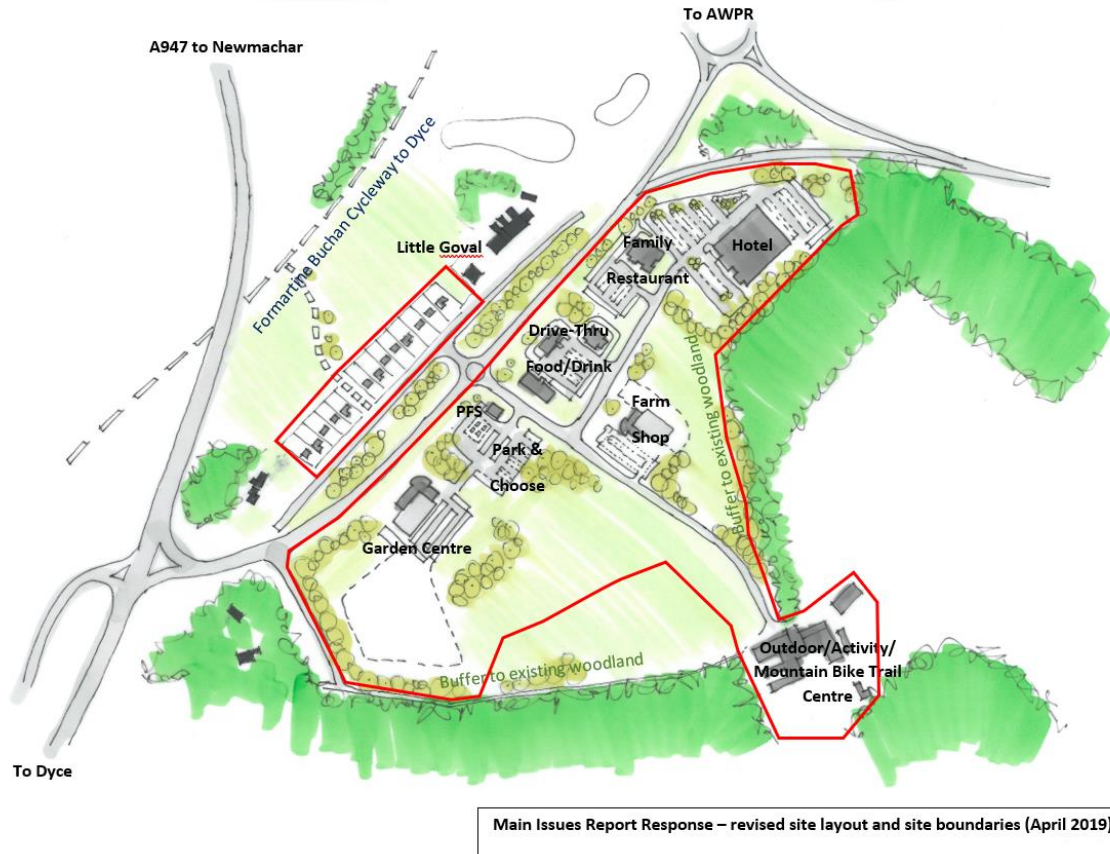 To AWPR
A947 to Newmachar
Formartine Buchan Cycleway to Dyce
Little Goval
Family
Restaurant
Hotel
Drive-Thru
Food/Drink
Farm
Shop
PFS
Park &
Choose
Buffer to existing woodland
Garden Centre
Outdoor/Activity/
Mountain Bike Trail
Centre
Buffer to existing woodland
To Dyce
Main Issues Report Response – revised site layout and site boundaries (April 2019)